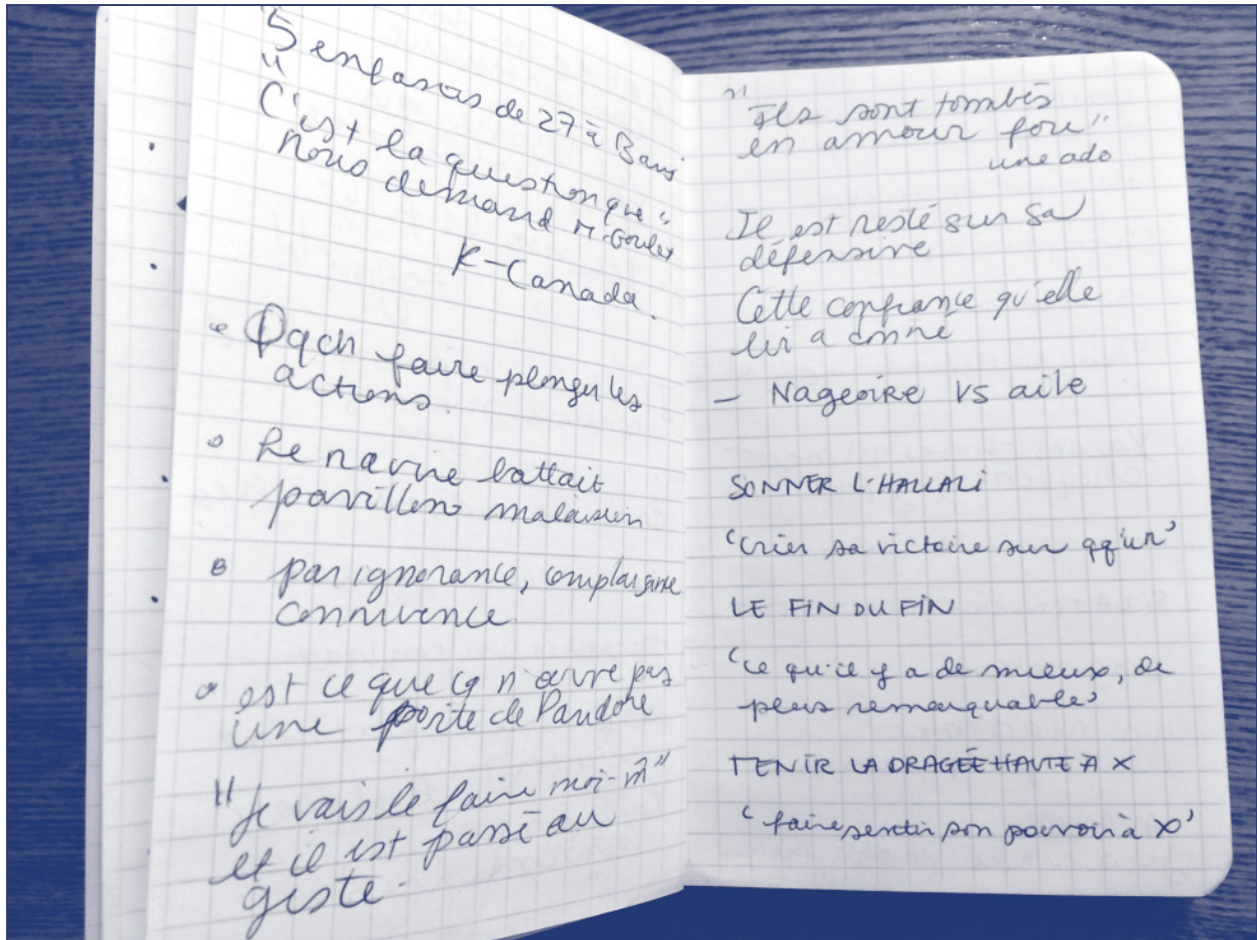 "5 enfants de 27 à Bang
"C'est la question que"
nous demand M. Goulet
K-Canada.
Qqch faire plonger les
actions.
Le navire battait
pavillon malaisien
par ignorance, complaisance
connivence
est ce que ça n'ouvre pas
une porte de Pandore
"Je vais le faire moi-m̂"
et il est passé au
geste.
"Ils sont tombés
en amour fou"
une ado
Il est resté sur sa
défensive
Cette confiance qu'elle
lui a donné
– Nageoire vs aile
SONNER L'HALLALI
'crier sa victoire sur qq'un'
LE FIN DU FIN
'ce qu'il y a de mieux, de
plus remarquable'
TENIR LA DRAGÉE HAUTE À X
'faire sentir son pouvoir à X'